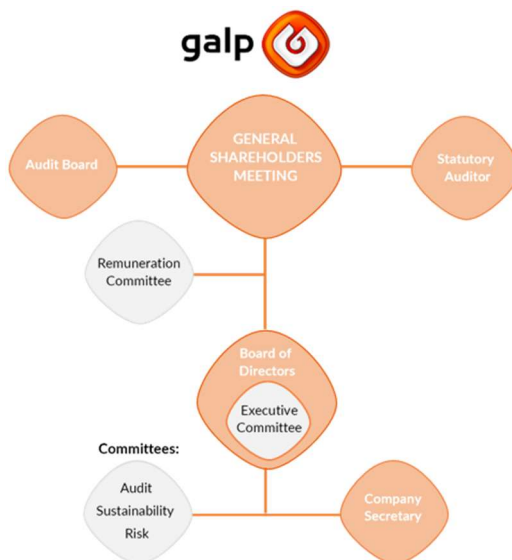 galp
GENERAL
SHAREHOLDERS
MEETING
Audit Board
Statutory
Auditor
Remuneration
Committee
Board of
Directors
Executive
Committee
Committees:
Audit
Sustainability
Risk
Company
Secretary